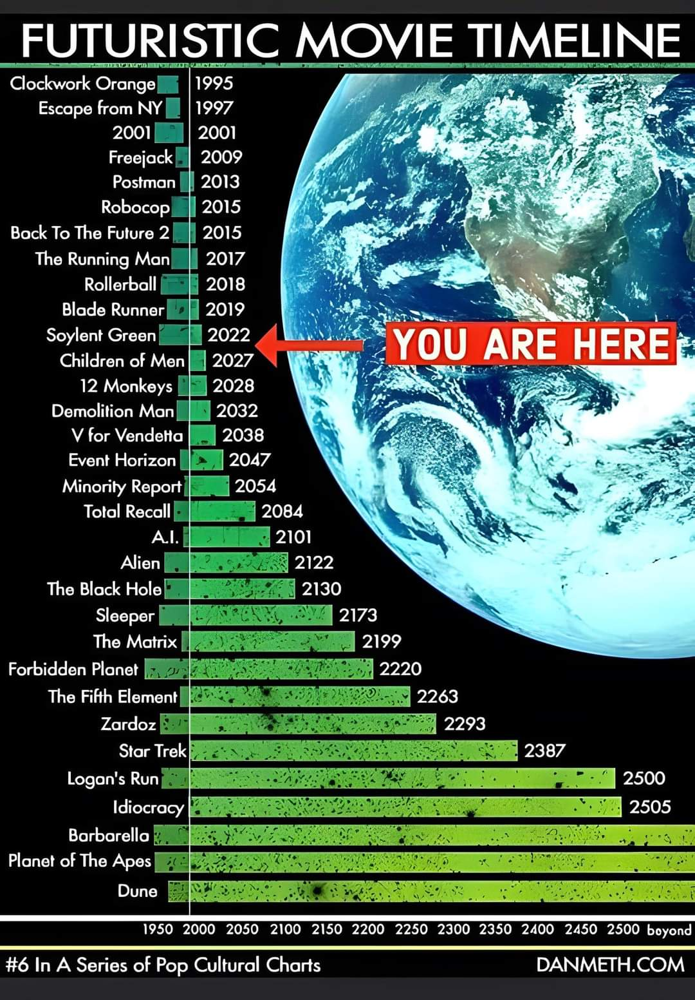 FUTURISTIC MOVIE TIMELINE
Clockwork Orange 1995
Escape from NY 1997
2001 2001
Freejack 2009
Postman 2013
Robocop 2015
Back To The Future 2 2015
The Running Man 2017
Rollerball 2018
Blade Runner 2019
Soylent Green 2022
YOU ARE HERE
Children of Men 2027
12 Monkeys 2028
Demolition Man 2032
V for Vendetta 2038
Event Horizon 2047
Minority Report 2054
Total Recall 2084
A.I. 2101
Alien 2122
The Black Hole 2130
Sleeper 2173
The Matrix 2199
Forbidden Planet 2220
The Fifth Element 2263
Zardoz 2293
Star Trek 2387
Logan's Run 2500
Idiocracy 2505
Barbarella
Planet of The Apes
Dune
1950 2000 2050 2100 2150 2200 2250 2300 2350 2400 2450 2500 beyond
#6 In A Series of Pop Cultural Charts DANMETH.COM